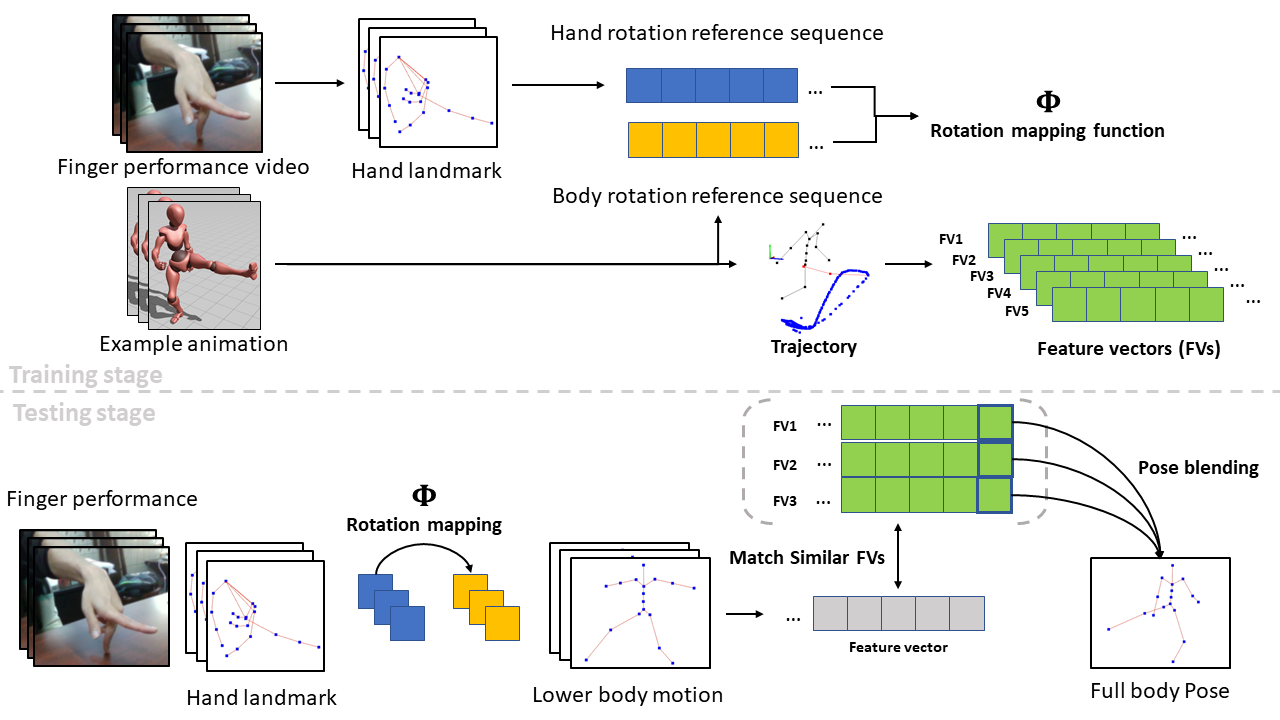 Hand rotation reference sequence
...
Φ
Rotation mapping function
...
Finger performance video
Hand landmark
Body rotation reference sequence
FV1
...
FV2
...
FV3
...
FV4
...
FV5
...
Example animation
Trajectory
Feature vectors (FVs)
Training stage
Testing stage
FV1
...
FV2
...
FV3
...
Pose blending
Finger performance
Φ
Rotation mapping
Match Similar FVs
...
Feature vector
Hand landmark
Lower body motion
Full body Pose